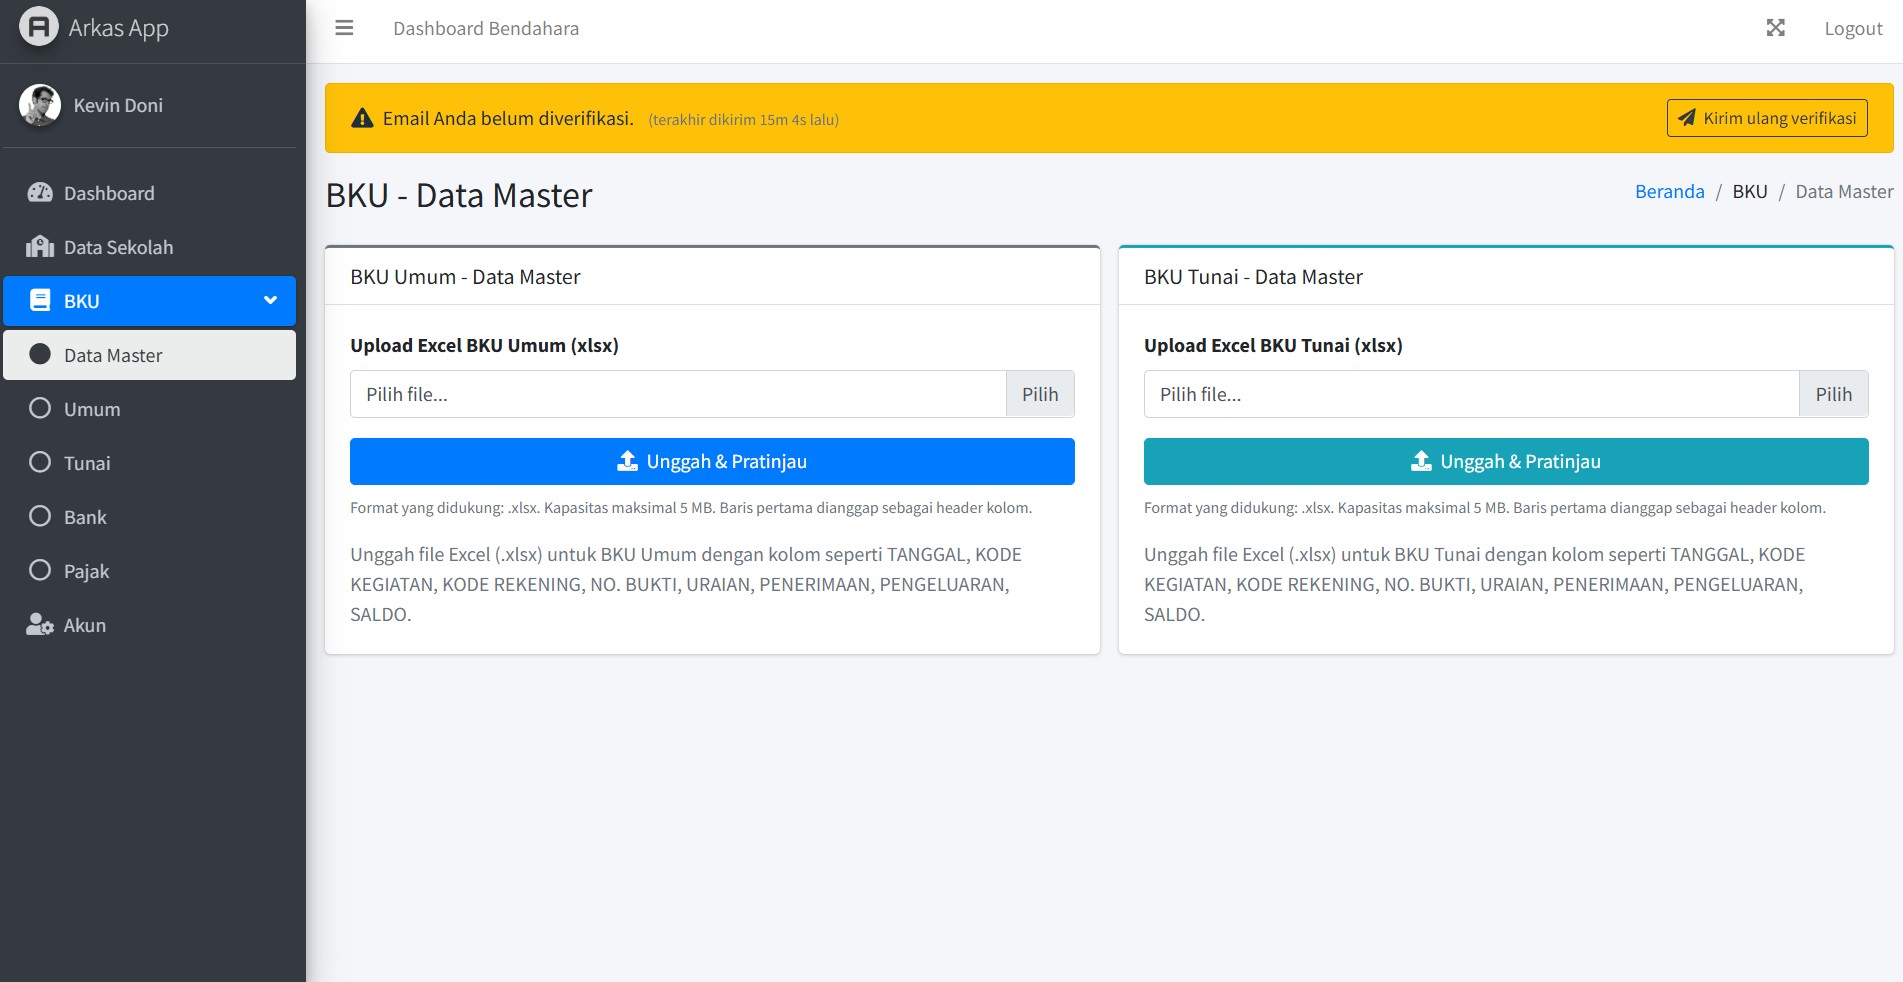 Arkas App
Dashboard Bendahara
Logout
Kevin Doni
Dashboard
Data Sekolah
BKU
Data Master
Umum
Tunai
Bank
Pajak
Akun
Email Anda belum diverifikasi. (terakhir dikirim 15m 4s lalu)
Kirim ulang verifikasi
BKU - Data Master
Beranda / BKU / Data Master
BKU Umum - Data Master
Upload Excel BKU Umum (xlsx)
Pilih file... Pilih
Unggah & Pratinjau
Format yang didukung: .xlsx. Kapasitas maksimal 5 MB. Baris pertama dianggap sebagai header kolom.
Unggah file Excel (.xlsx) untuk BKU Umum dengan kolom seperti TANGGAL, KODE
KEGIATAN, KODE REKENING, NO. BUKTI, URAIAN, PENERIMAAN, PENGELUARAN,
SALDO.
BKU Tunai - Data Master
Upload Excel BKU Tunai (xlsx)
Pilih file... Pilih
Unggah & Pratinjau
Format yang didukung: .xlsx. Kapasitas maksimal 5 MB. Baris pertama dianggap sebagai header kolom.
Unggah file Excel (.xlsx) untuk BKU Tunai dengan kolom seperti TANGGAL, KODE
KEGIATAN, KODE REKENING, NO. BUKTI, URAIAN, PENERIMAAN, PENGELUARAN,
SALDO.